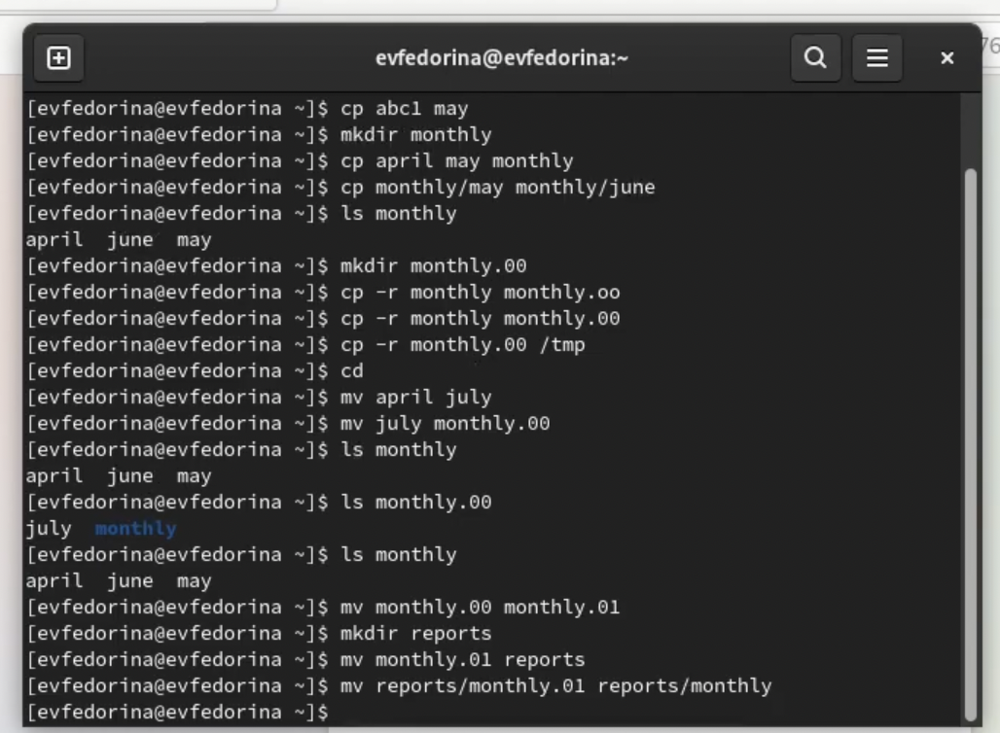 76
evfedorina@evfedorina:~
[evfedorina@evfedorina ~]$ cp abc1 may
[evfedorina@evfedorina ~]$ mkdir monthly
[evfedorina@evfedorina ~]$ cp april may monthly
[evfedorina@evfedorina ~]$ cp monthly/may monthly/june
[evfedorina@evfedorina ~]$ ls monthly
april  june  may
[evfedorina@evfedorina ~]$ mkdir monthly.00
[evfedorina@evfedorina ~]$ cp -r monthly monthly.oo
[evfedorina@evfedorina ~]$ cp -r monthly monthly.00
[evfedorina@evfedorina ~]$ cp -r monthly.00 /tmp
[evfedorina@evfedorina ~]$ cd
[evfedorina@evfedorina ~]$ mv april july
[evfedorina@evfedorina ~]$ mv july monthly.00
[evfedorina@evfedorina ~]$ ls monthly
april  june  may
[evfedorina@evfedorina ~]$ ls monthly.00
july  monthly
[evfedorina@evfedorina ~]$ ls monthly
april  june  may
[evfedorina@evfedorina ~]$ mv monthly.00 monthly.01
[evfedorina@evfedorina ~]$ mkdir reports
[evfedorina@evfedorina ~]$ mv monthly.01 reports
[evfedorina@evfedorina ~]$ mv reports/monthly.01 reports/monthly
[evfedorina@evfedorina ~]$